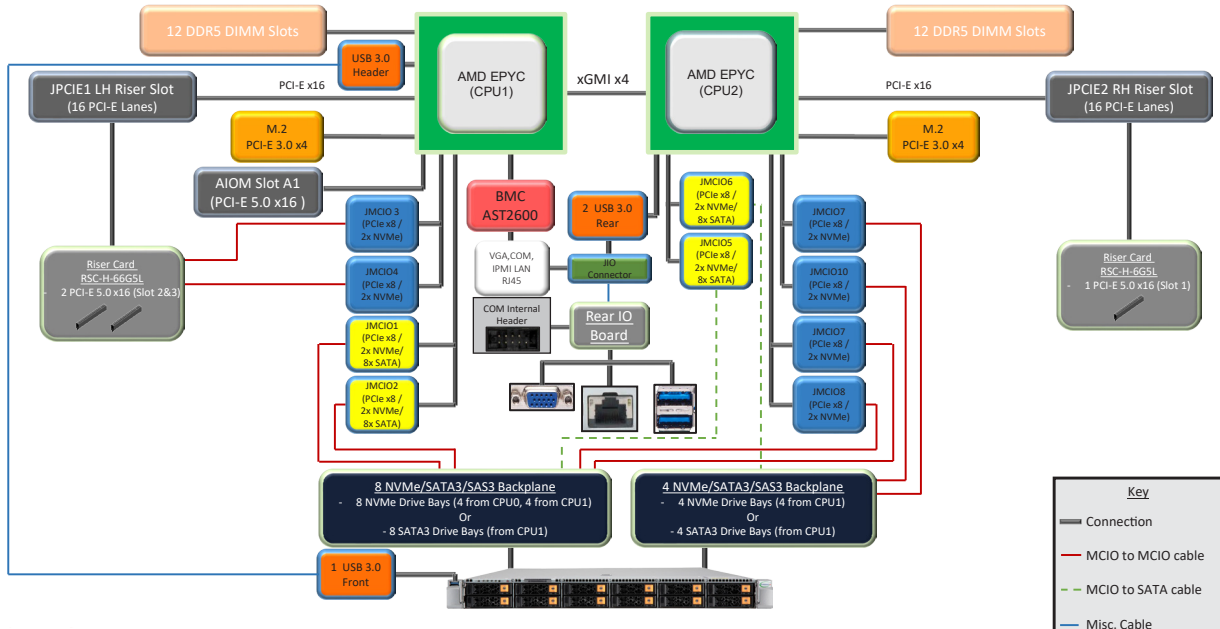 12 DDR5 DIMM Slots
12 DDR5 DIMM Slots
USB 3.0
Header
AMD EPYC
(CPU1)
xGMI x4
AMD EPYC
(CPU2)
JPCIE1 LH Riser Slot
(16 PCI-E Lanes)
PCI-E x16
PCI-E x16
JPCIE2 RH Riser Slot
(16 PCI-E Lanes)
M.2
PCI-E 3.0 x4
M.2
PCI-E 3.0 x4
AIOM Slot A1
(PCI-E 5.0 x16 )
BMC
AST2600
2 USB 3.0
Rear
JMCIO6
(PCIe x8 /
2x NVMe/
8x SATA)
JMCIO5
(PCIe x8 /
2x NVMe/
8x SATA)
JMCIO 3
(PCIe x8 /
2x NVMe)
JMCIO4
(PCIe x8 /
2x NVMe)
JMCIO1
(PCIe x8 /
2x NVMe/
8x SATA)
JMCIO2
(PCIe x8 /
2x NVMe/
8x SATA)
VGA,COM,
IPMI LAN
RJ45
JIO
Connector
COM Internal
Header
Rear IO
Board
JMCIO7
(PCIe x8 /
2x NVMe)
JMCIO10
(PCIe x8 /
2x NVMe)
JMCIO7
(PCIe x8 /
2x NVMe)
JMCIO8
(PCIe x8 /
2x NVMe)
Riser Card
RSC-H-66G5L
- 2 PCI-E 5.0 x16 (Slot 2&3)
Riser Card
RSC-H-6G5L
- 1 PCI-E 5.0 x16 (Slot 1)
8 NVMe/SATA3/SAS3 Backplane
- 8 NVMe Drive Bays (4 from CPU0, 4 from CPU1)
Or
- 8 SATA3 Drive Bays (from CPU1)
4 NVMe/SATA3/SAS3 Backplane
- 4 NVMe Drive Bays (4 from CPU1)
Or
- 4 SATA3 Drive Bays (from CPU1)
1 USB 3.0
Front
Key
Connection
MCIO to MCIO cable
MCIO to SATA cable
Misc. Cable